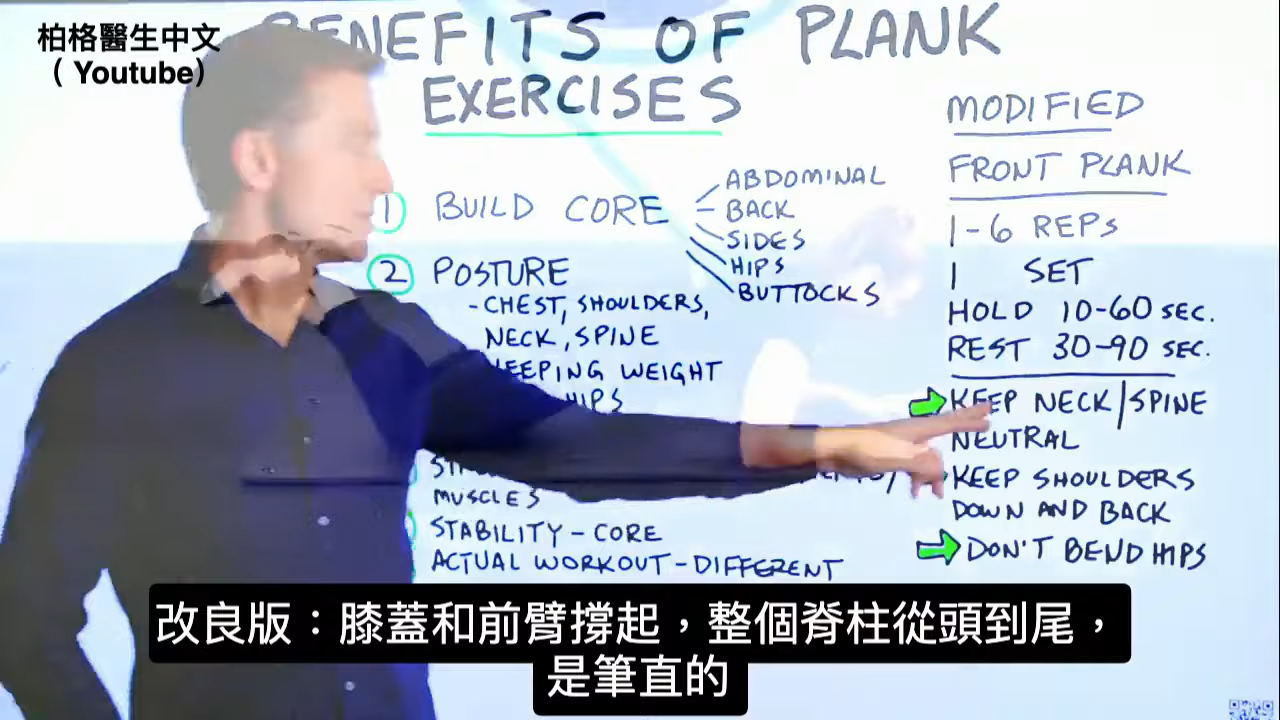 柏格醫生中文
（ Youtube）
BENEFITS OF PLANK
EXERCISES
1 BUILD CORE
ABDOMINAL
BACK
SIDES
HIPS
BUTTOCKS
2 POSTURE
- CHEST, SHOULDERS,
NECK, SPINE
KEEPING WEIGHT
HIPS
MUSCLES
STABILITY - CORE
ACTUAL WORKOUT - DIFFERENT
MODIFIED
FRONT PLANK
1-6 REPS
1 SET
HOLD 10-60 SEC.
REST 30-90 SEC.
KEEP NECK/SPINE
NEUTRAL
KEEP SHOULDERS
DOWN AND BACK
DON'T BEND HIPS
改良版：膝蓋和前臂撐起，整個脊柱從頭到尾，
是筆直的